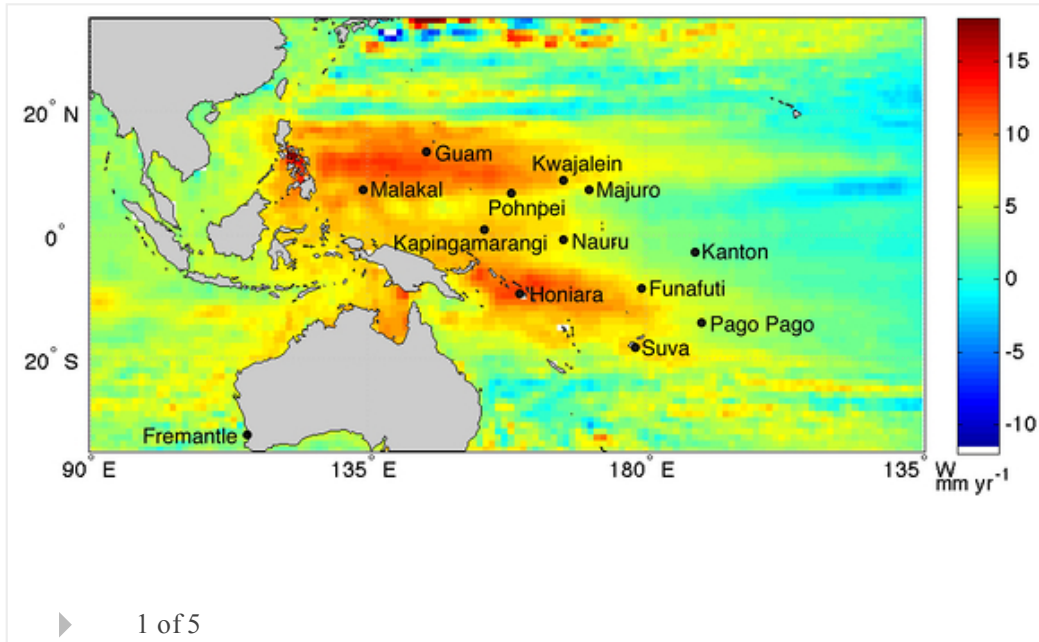 20° N
0°
20° S
90° E
135° E
180° E
135° W
Guam
Kwajalein
Malakal
Majuro
Pohnpei
Kapingamarangi
Nauru
Kanton
Honiara
Funafuti
Pago Pago
Suva
Fremantle
15
10
5
0
-5
-10
mm yr⁻¹
1 of 5